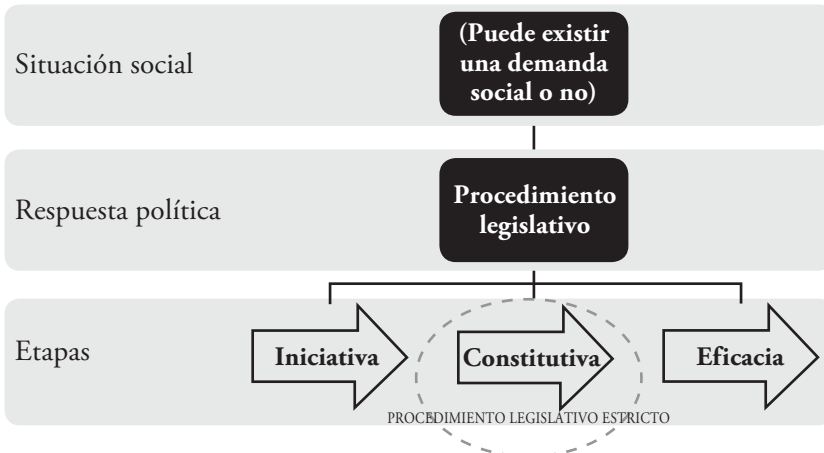 Situación social
(Puede existir
una demanda
social o no)
Respuesta política
Procedimiento
legislativo
Etapas
Iniciativa
Constitutiva
Eficacia
PROCEDIMIENTO LEGISLATIVO ESTRICTO